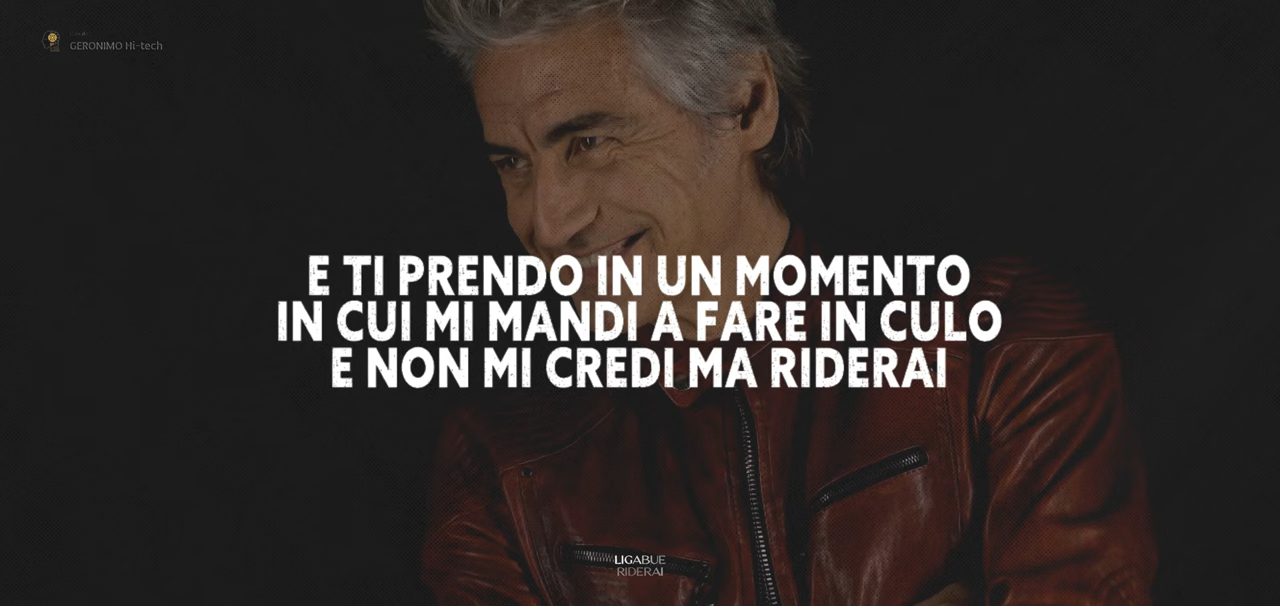 GERONIMO Hi-tech
E TI PRENDO IN UN MOMENTO
IN CUI MI MANDI A FARE IN CULO
E NON MI CREDI MA RIDERAI
LIGABUE
RIDERAI